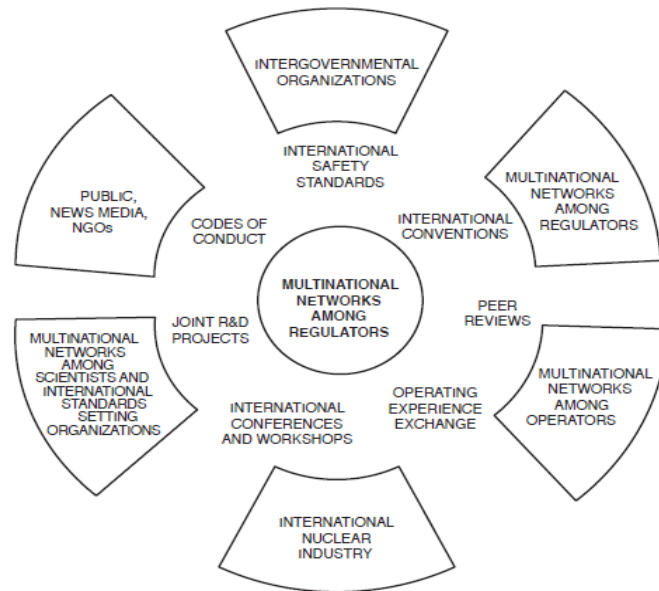 INTERGOVERNMENTAL
ORGANIZATIONS
INTERNATIONAL
SAFETY
STANDARDS
MULTINATIONAL
NETWORKS
AMONG
REGULATORS
INTERNATIONAL
CONVENTIONS
PUBLIC,
NEWS MEDIA,
NGOs
CODES OF
CONDUCT
MULTINATIONAL
NETWORKS
AMONG
REGULATORS
PEER
REVIEWS
JOINT R&D
PROJECTS
MULTINATIONAL
NETWORKS
AMONG
SCIENTISTS AND
INTERNATIONAL
STANDARDS
SETTING
ORGANIZATIONS
MULTINATIONAL
NETWORKS
AMONG
OPERATORS
OPERATING
EXPERIENCE
EXCHANGE
INTERNATIONAL
CONFERENCES
AND WORKSHOPS
INTERNATIONAL
NUCLEAR
INDUSTRY